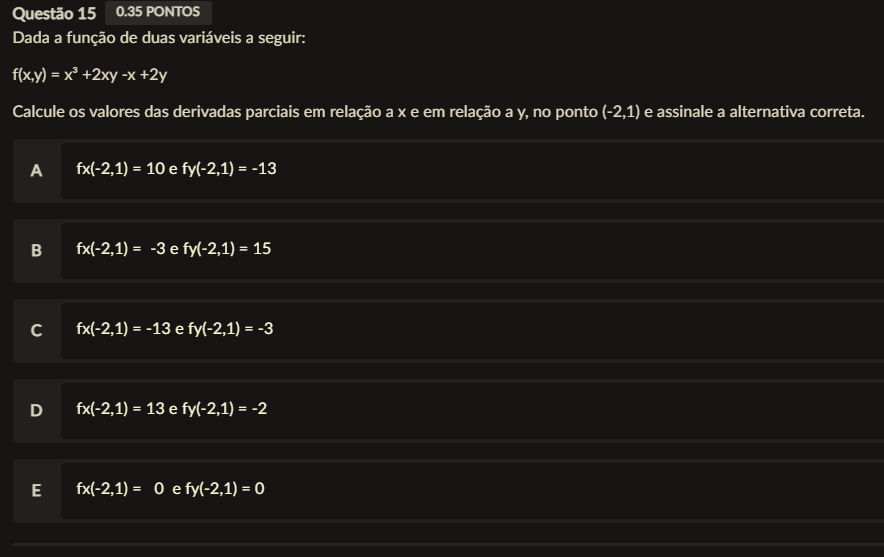 Questão 15 0.35 PONTOS
Dada a função de duas variáveis a seguir:
f(x,y) = x³ +2xy -x +2y
Calcule os valores das derivadas parciais em relação a x e em relação a y, no ponto (-2,1) e assinale a alternativa correta.
A fx(-2,1) = 10 e fy(-2,1) = -13
B fx(-2,1) = -3 e fy(-2,1) = 15
C fx(-2,1) = -13 e fy(-2,1) = -3
D fx(-2,1) = 13 e fy(-2,1) = -2
E fx(-2,1) = 0 e fy(-2,1) = 0